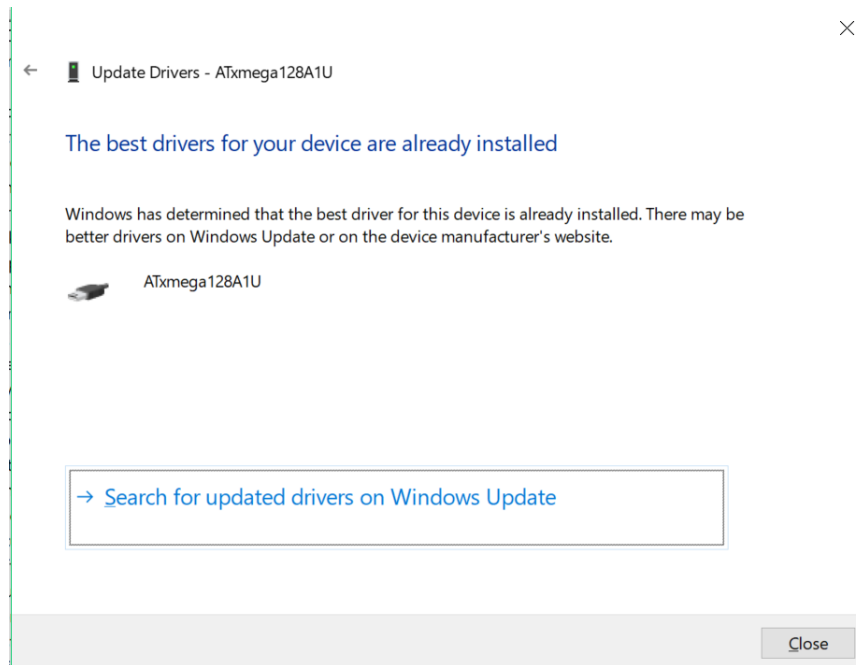 Update Drivers - ATxmega128A1U
The best drivers for your device are already installed
Windows has determined that the best driver for this device is already installed. There may be
better drivers on Windows Update or on the device manufacturer's website.
ATxmega128A1U
Search for updated drivers on Windows Update
Close